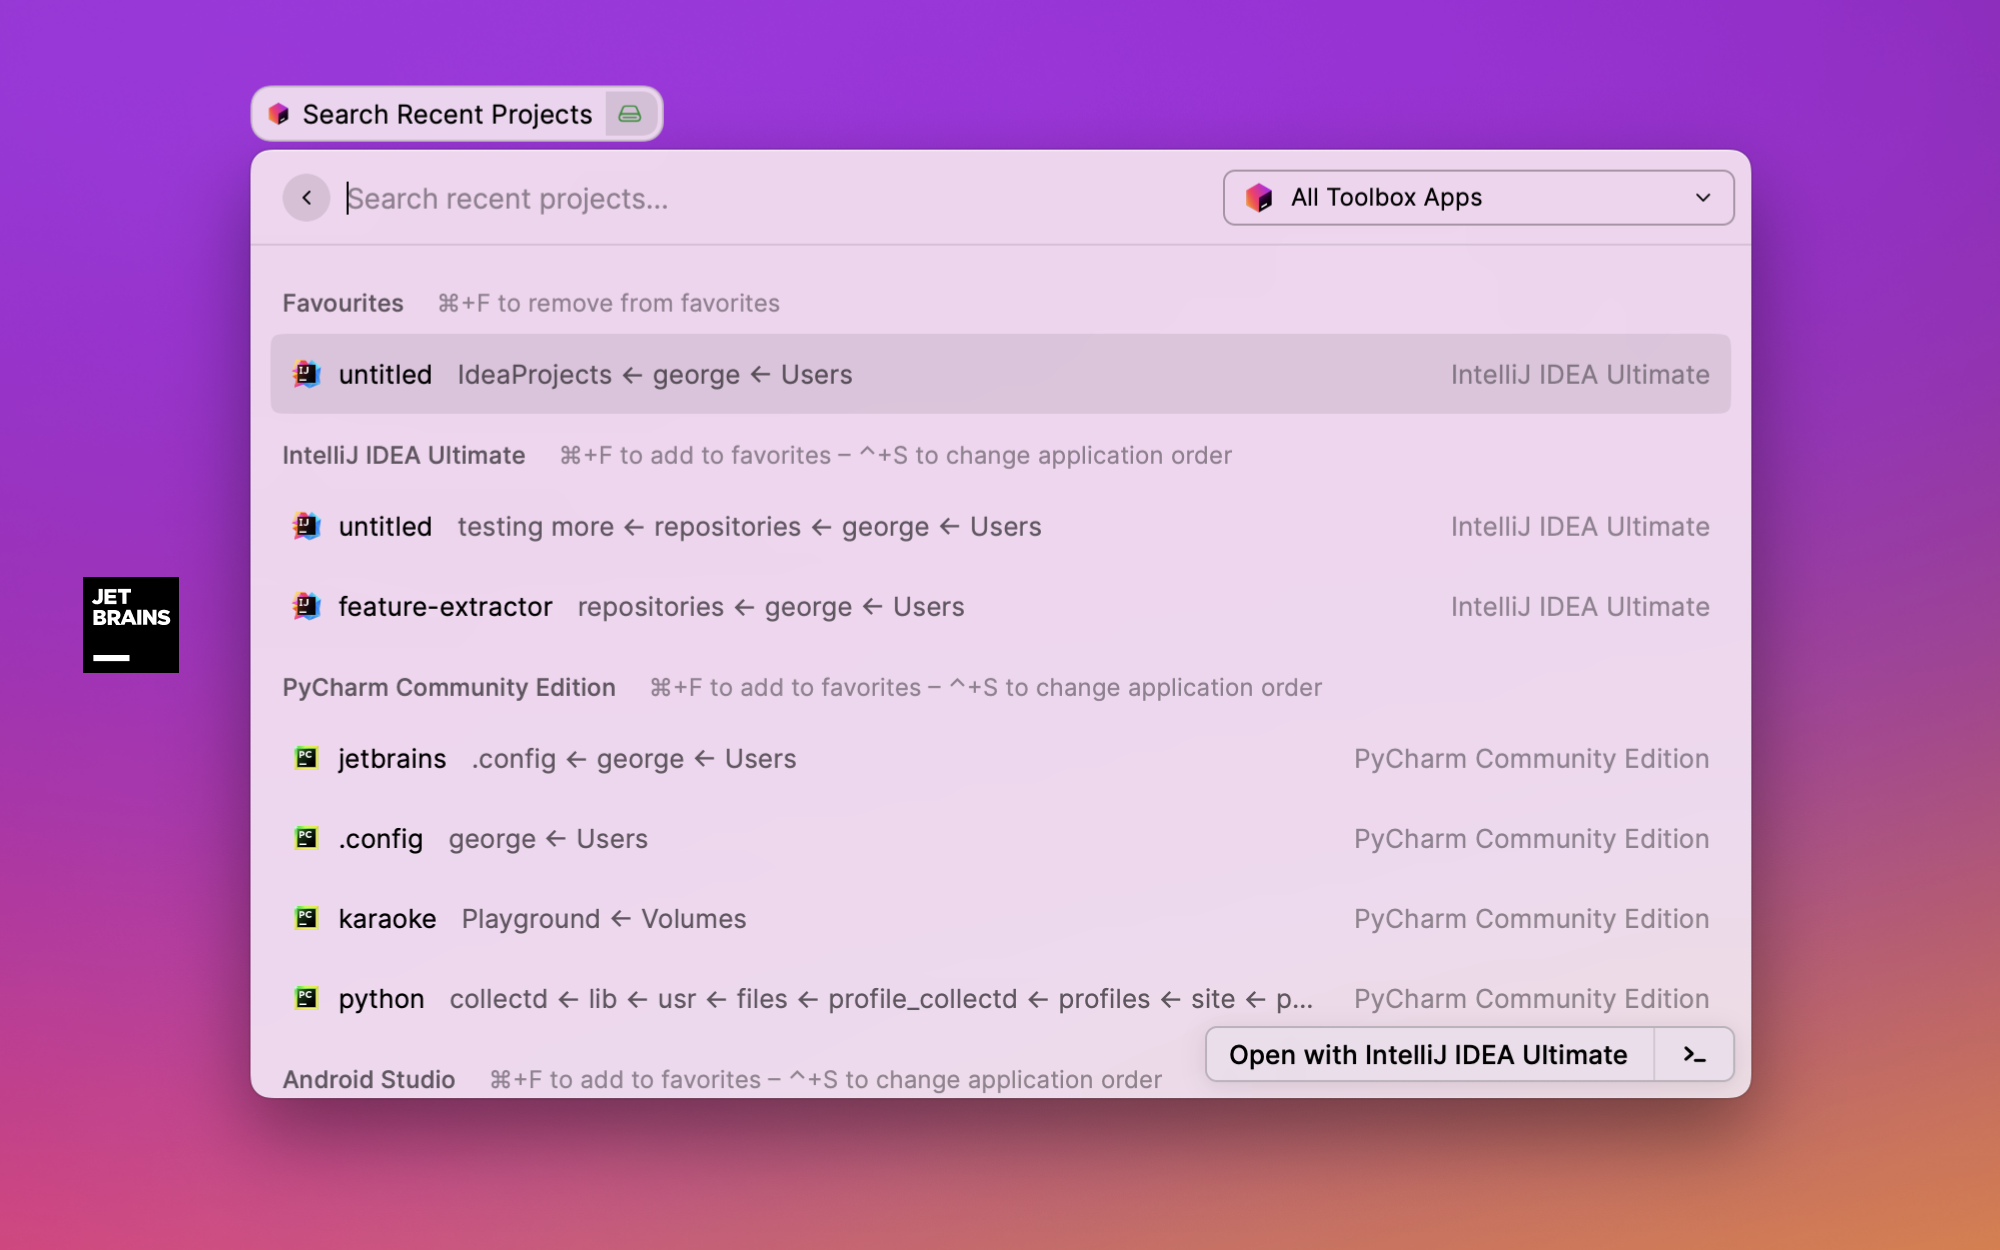 Search Recent Projects
Search recent projects...
All Toolbox Apps
Favourites ⌘+F to remove from favorites
untitled IdeaProjects ← george ← Users IntelliJ IDEA Ultimate
IntelliJ IDEA Ultimate ⌘+F to add to favorites – ^+S to change application order
untitled testing more ← repositories ← george ← Users IntelliJ IDEA Ultimate
feature-extractor repositories ← george ← Users IntelliJ IDEA Ultimate
JET
BRAINS
PyCharm Community Edition ⌘+F to add to favorites – ^+S to change application order
jetbrains .config ← george ← Users PyCharm Community Edition
.config george ← Users PyCharm Community Edition
karaoke Playground ← Volumes PyCharm Community Edition
python collectd ← lib ← usr ← files ← profile_collectd ← profiles ← site ← p... PyCharm Community Edition
Open with IntelliJ IDEA Ultimate
Android Studio ⌘+F to add to favorites – ^+S to change application order